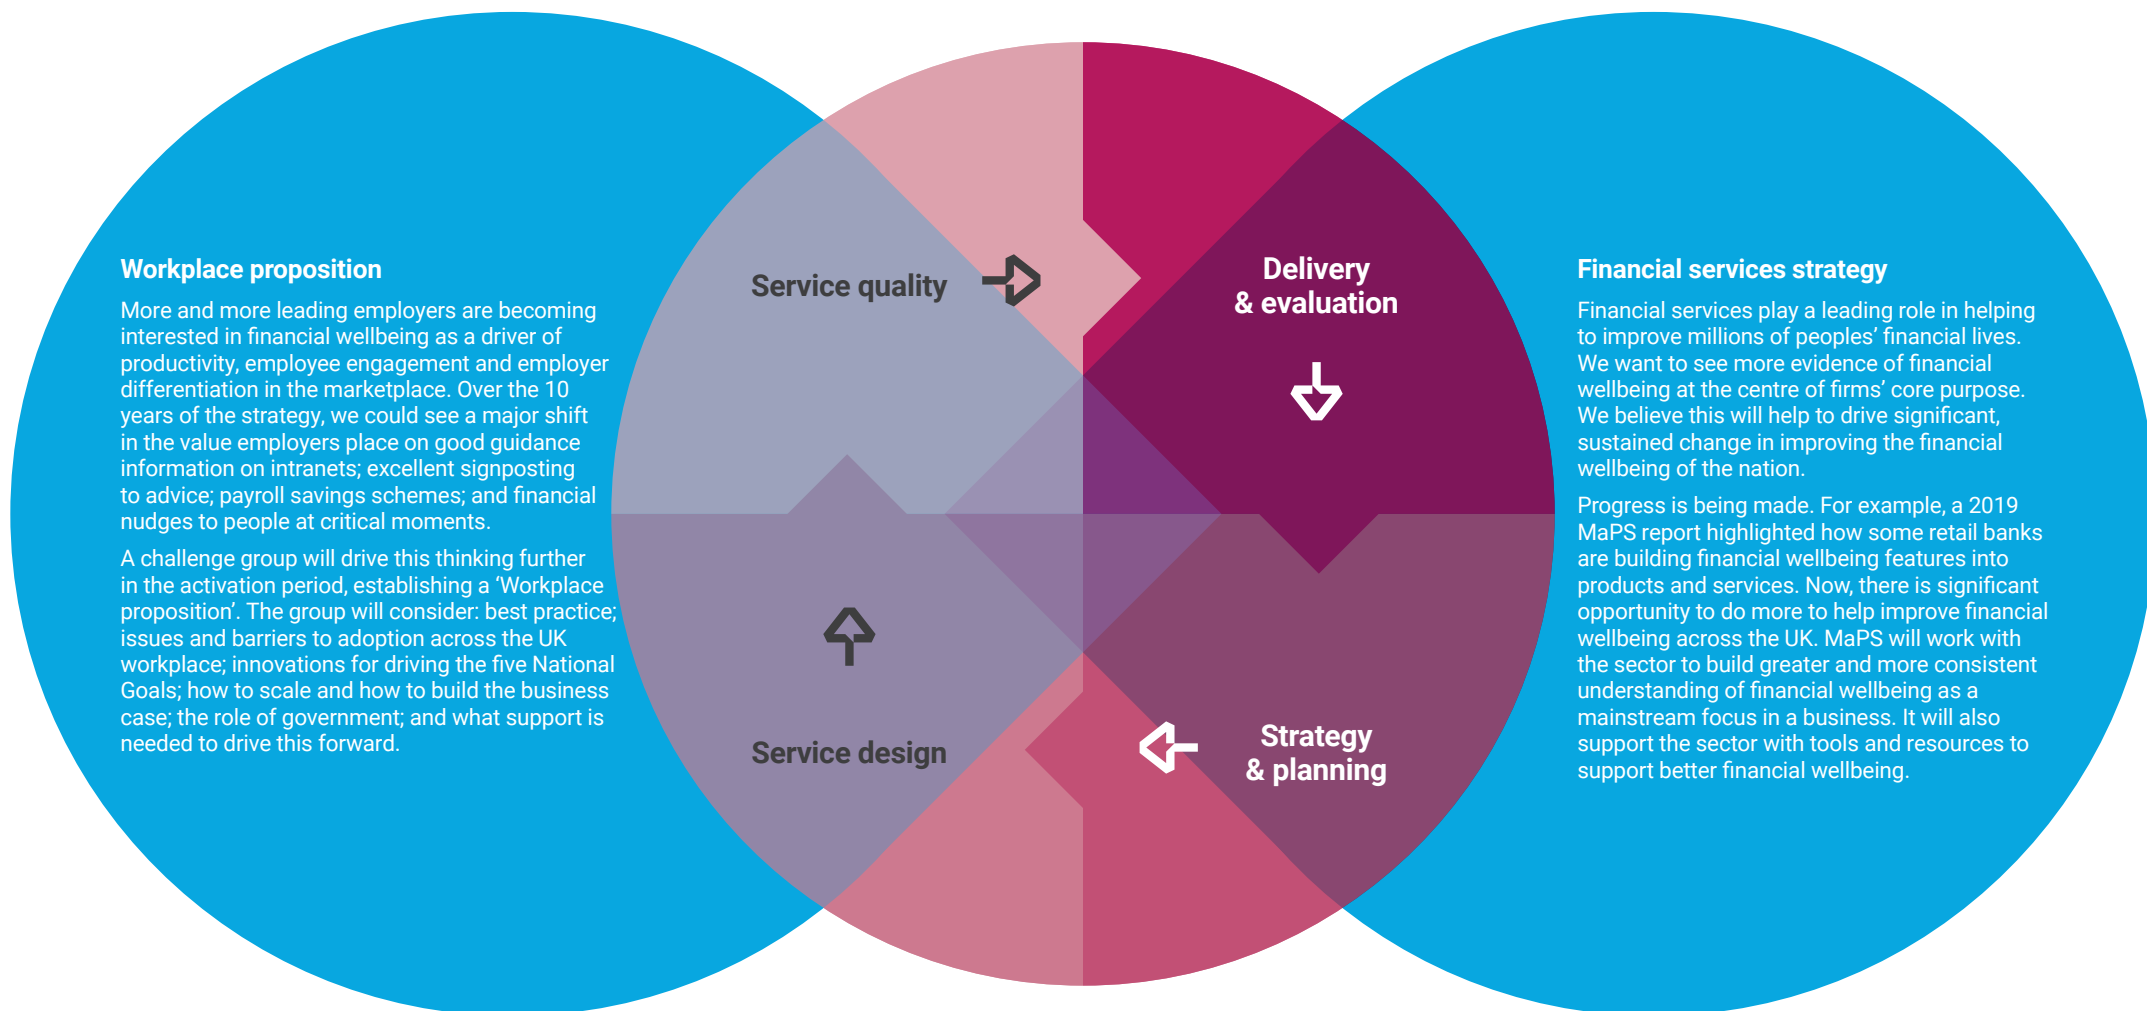 Workplace proposition
More and more leading employers are becoming
interested in financial wellbeing as a driver of
productivity, employee engagement and employer
differentiation in the marketplace. Over the 10
years of the strategy, we could see a major shift
in the value employers place on good guidance
information on intranets; excellent signposting
to advice; payroll savings schemes; and financial
nudges to people at critical moments.
A challenge group will drive this thinking further
in the activation period, establishing a ‘Workplace
proposition’. The group will consider: best practice;
issues and barriers to adoption across the UK
workplace; innovations for driving the five National
Goals; how to scale and how to build the business
case; the role of government; and what support is
needed to drive this forward.
Service quality
Delivery
& evaluation
Service design
Strategy
& planning
Financial services strategy
Financial services play a leading role in helping
to improve millions of peoples’ financial lives.
We want to see more evidence of financial
wellbeing at the centre of firms’ core purpose.
We believe this will help to drive significant,
sustained change in improving the financial
wellbeing of the nation.
Progress is being made. For example, a 2019
MaPS report highlighted how some retail banks
are building financial wellbeing features into
products and services. Now, there is significant
opportunity to do more to help improve financial
wellbeing across the UK. MaPS will work with
the sector to build greater and more consistent
understanding of financial wellbeing as a
mainstream focus in a business. It will also
support the sector with tools and resources to
support better financial wellbeing.